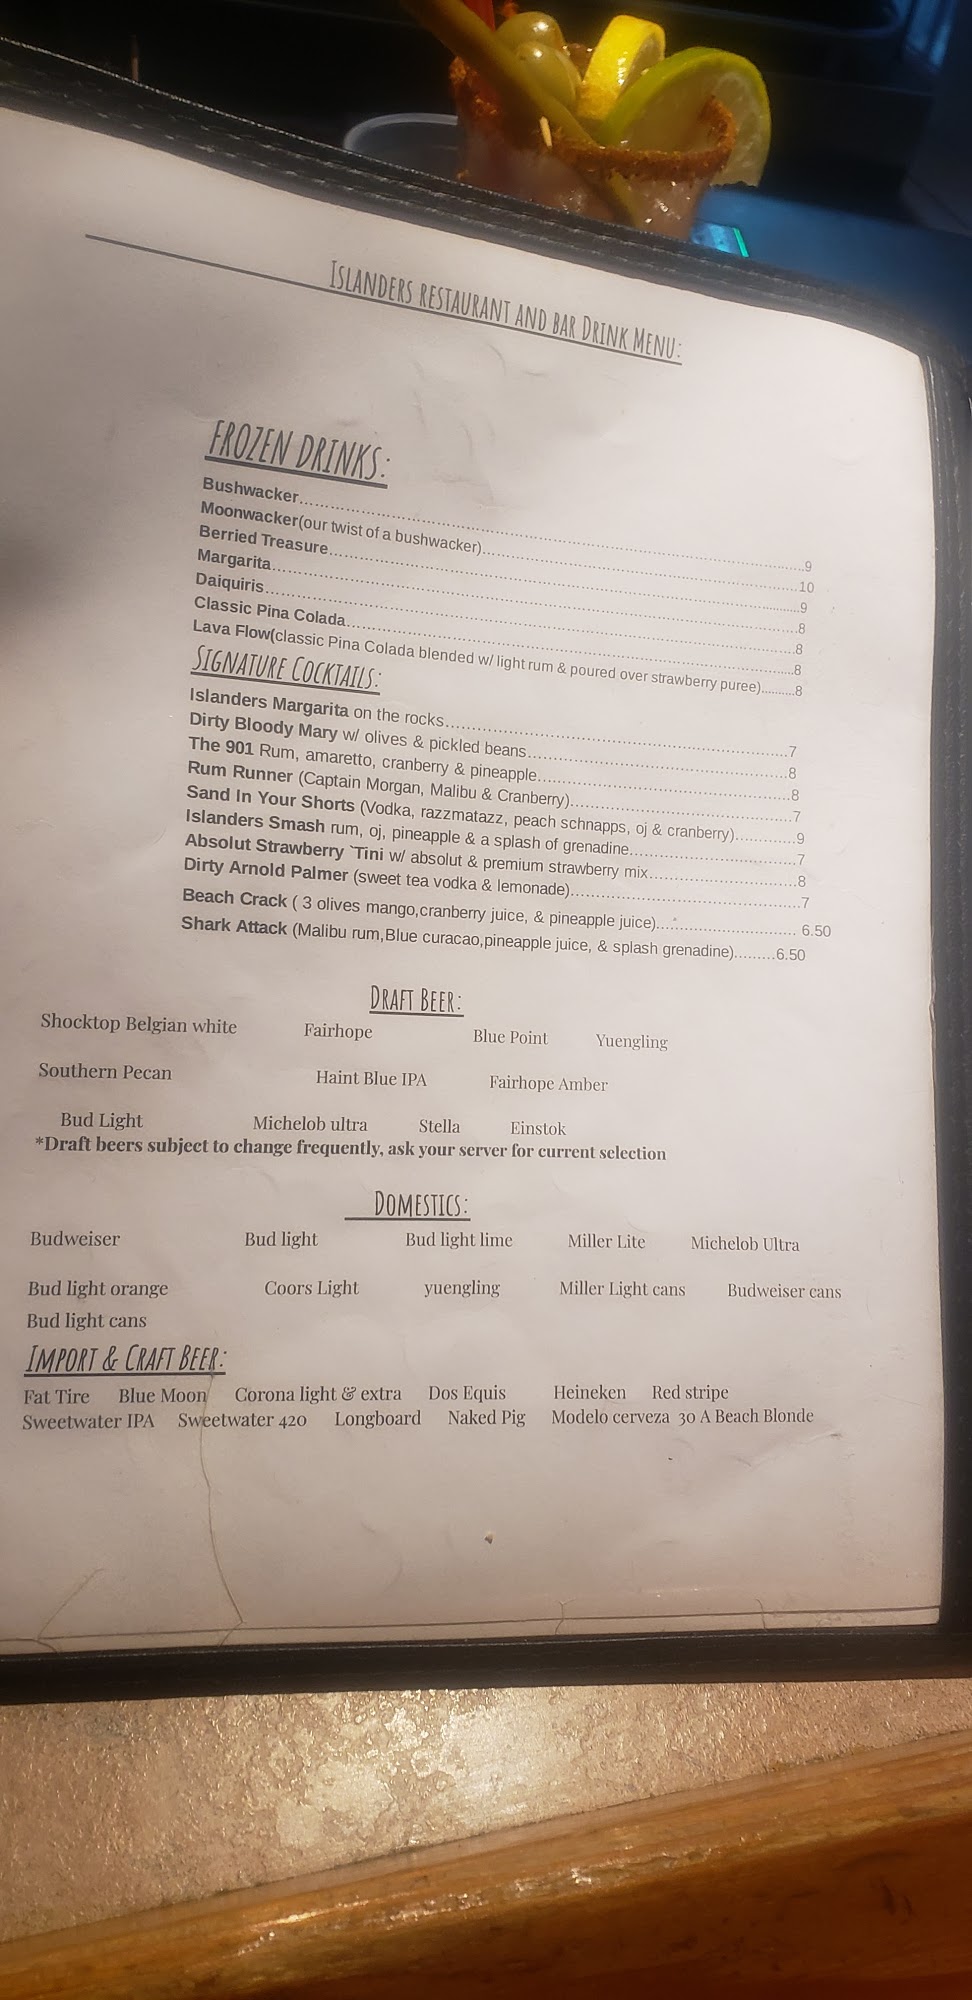 Islanders restaurant and bar Drink Menu:
Frozen Drinks:
Bushwacker....................9
Moonwacker(our twist of a bushwacker)....................10
Berried Treasure....................9
Margarita....................8
Daiquiris....................8
Classic Pina Colada....................8
Lava Flow(classic Pina Colada blended w/ light rum & poured over strawberry puree)..........8
Signature Cocktails:
Islanders Margarita on the rocks....................7
Dirty Bloody Mary w/ olives & pickled beans....................8
The 901 Rum, amaretto, cranberry & pineapple....................8
Rum Runner (Captain Morgan, Malibu & Cranberry)....................7
Sand In Your Shorts (Vodka, razzmatazz, peach schnapps, oj & cranberry)..............9
Islanders Smash rum, oj, pineapple & a splash of grenadine....................7
Absolut Strawberry `Tini w/ absolut & premium strawberry mix....................8
Dirty Arnold Palmer (sweet tea vodka & lemonade)....................7
Beach Crack ( 3 olives mango,cranberry juice, & pineapple juice).................... 6.50
Shark Attack (Malibu rum,Blue curacao,pineapple juice, & splash grenadine).........6.50
Draft Beer:
Shocktop Belgian white Fairhope Blue Point Yuengling
Southern Pecan Haint Blue IPA Fairhope Amber
Bud Light Michelob ultra Stella Einstok
*Draft beers subject to change frequently, ask your server for current selection
Domestics:
Budweiser Bud light Bud light lime Miller Lite Michelob Ultra
Bud light orange Coors Light yuengling Miller Light cans Budweiser cans
Bud light cans
Import & Craft Beer:
Fat Tire Blue Moon Corona light & extra Dos Equis Heineken Red stripe
Sweetwater IPA Sweetwater 420 Longboard Naked Pig Modelo cerveza 30 A Beach Blonde